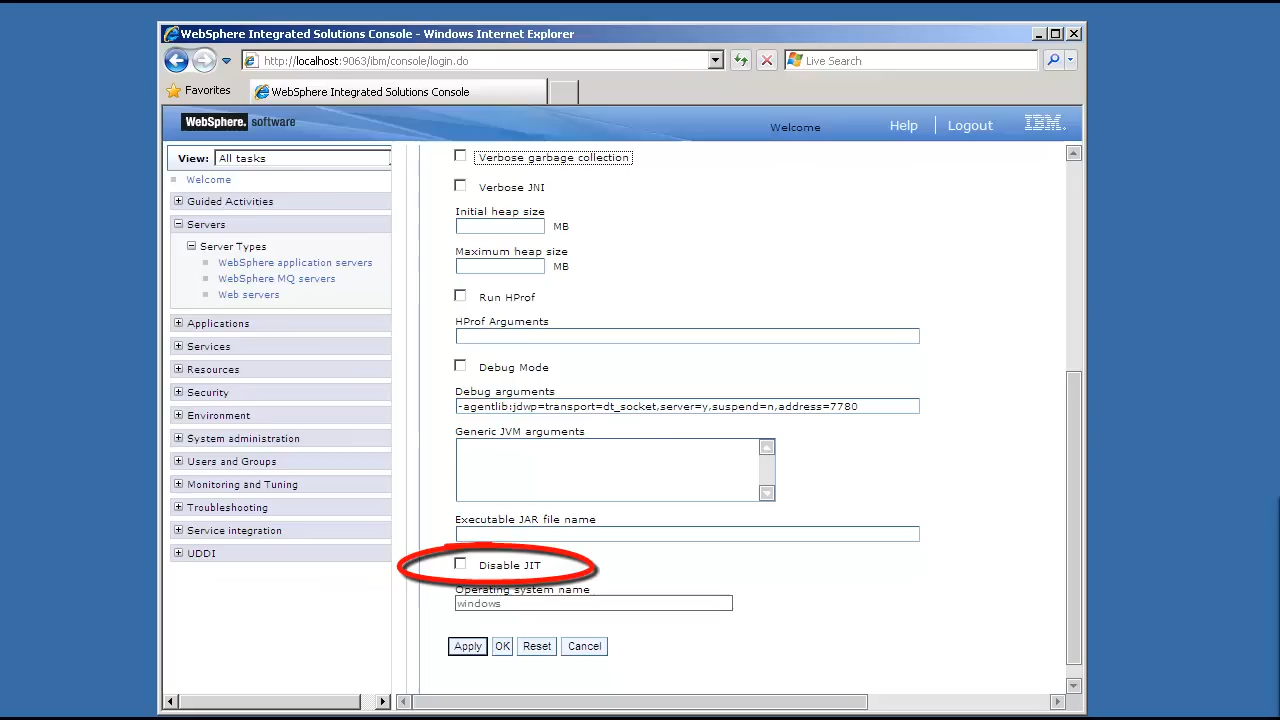 WebSphere Integrated Solutions Console - Windows Internet Explorer
http://localhost:9083/ibm/console/login.do
Live Search
Favorites
WebSphere Integrated Solutions Console
WebSphere. software
Welcome
Help
Logout
IBM.
View: All tasks
Welcome
Guided Activities
Servers
Server Types
WebSphere application servers
WebSphere MQ servers
Web servers
Applications
Services
Resources
Security
Environment
System administration
Users and Groups
Monitoring and Tuning
Troubleshooting
Service integration
UDDI
Verbose garbage collection
Verbose JNI
Initial heap size
MB
Maximum heap size
MB
Run HProf
HProf Arguments
Debug Mode
Debug arguments
-agentlib:jdwp=transport=dt_socket,server=y,suspend=n,address=7780
Generic JVM arguments
Executable JAR file name
Disable JIT
Operating system name
windows
Apply OK Reset Cancel